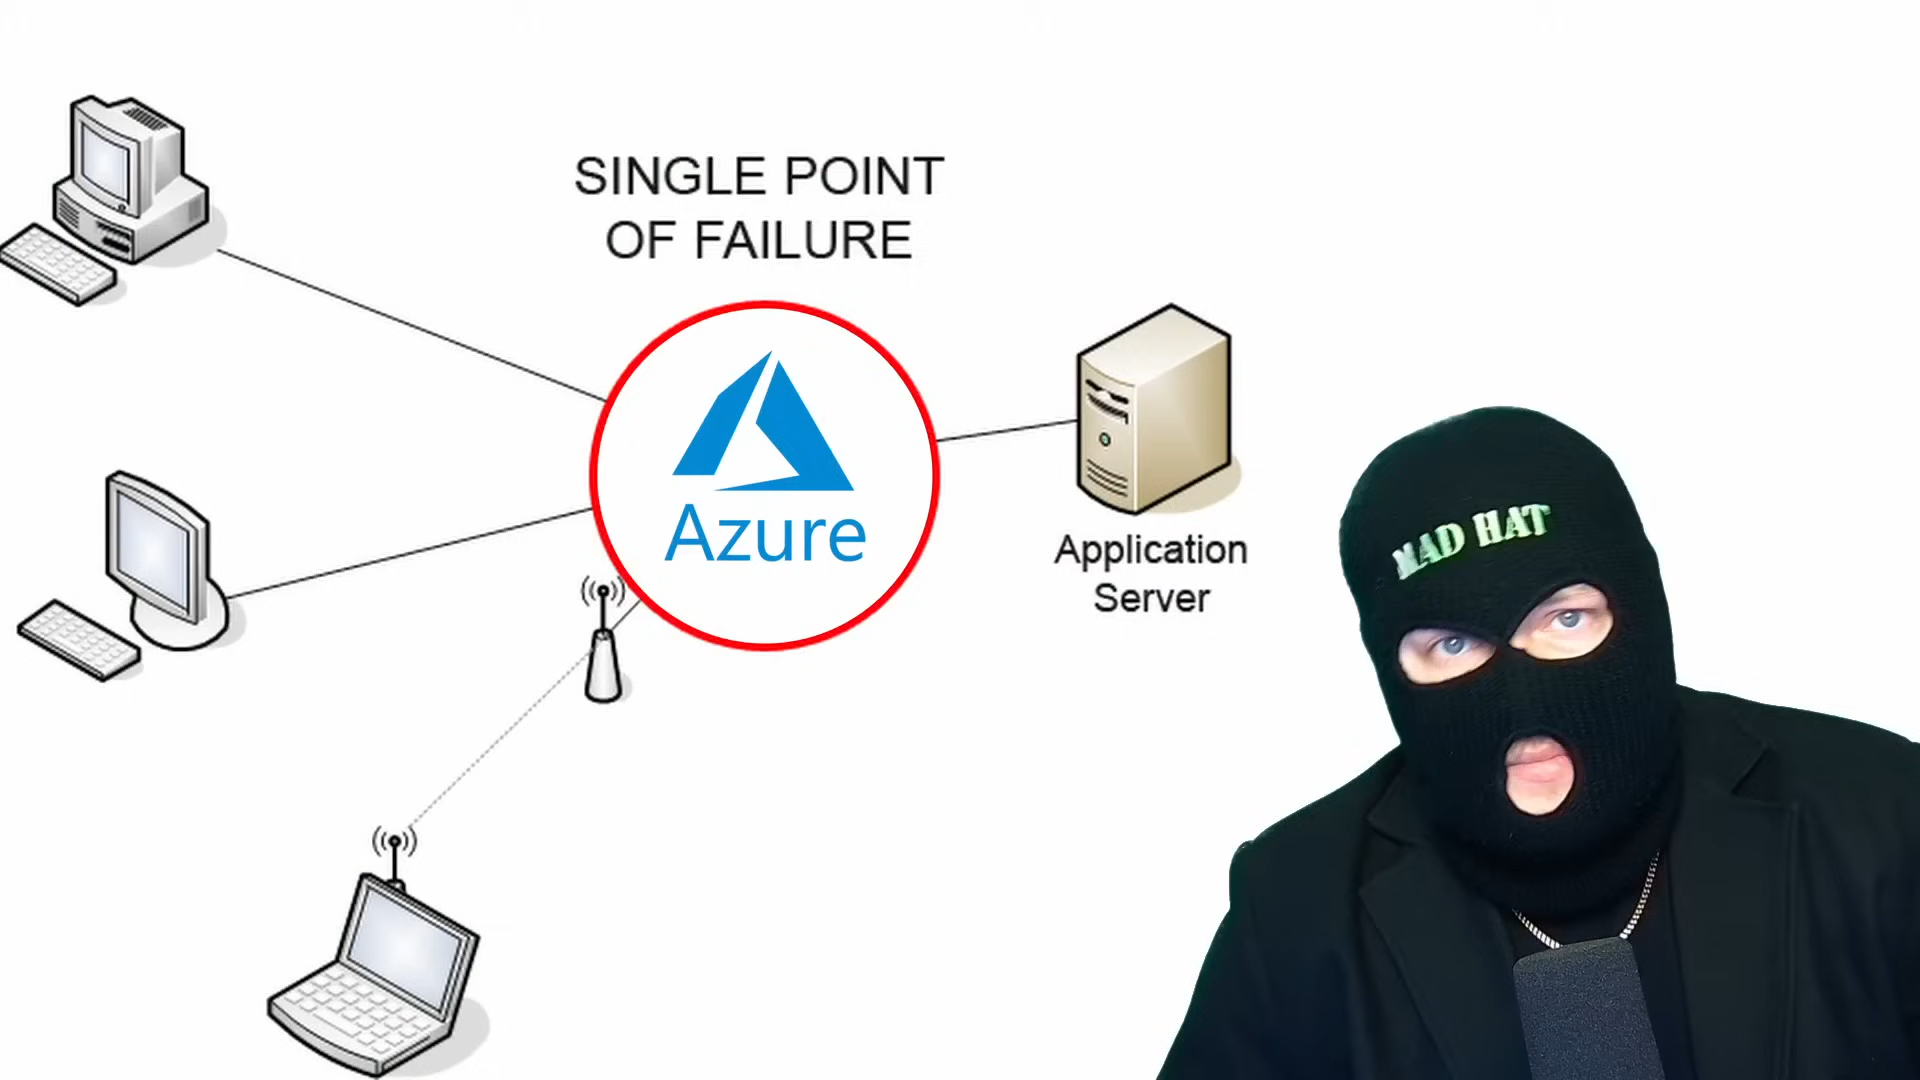 SINGLE POINT
OF FAILURE
Azure
Application
Server
MAD HAT